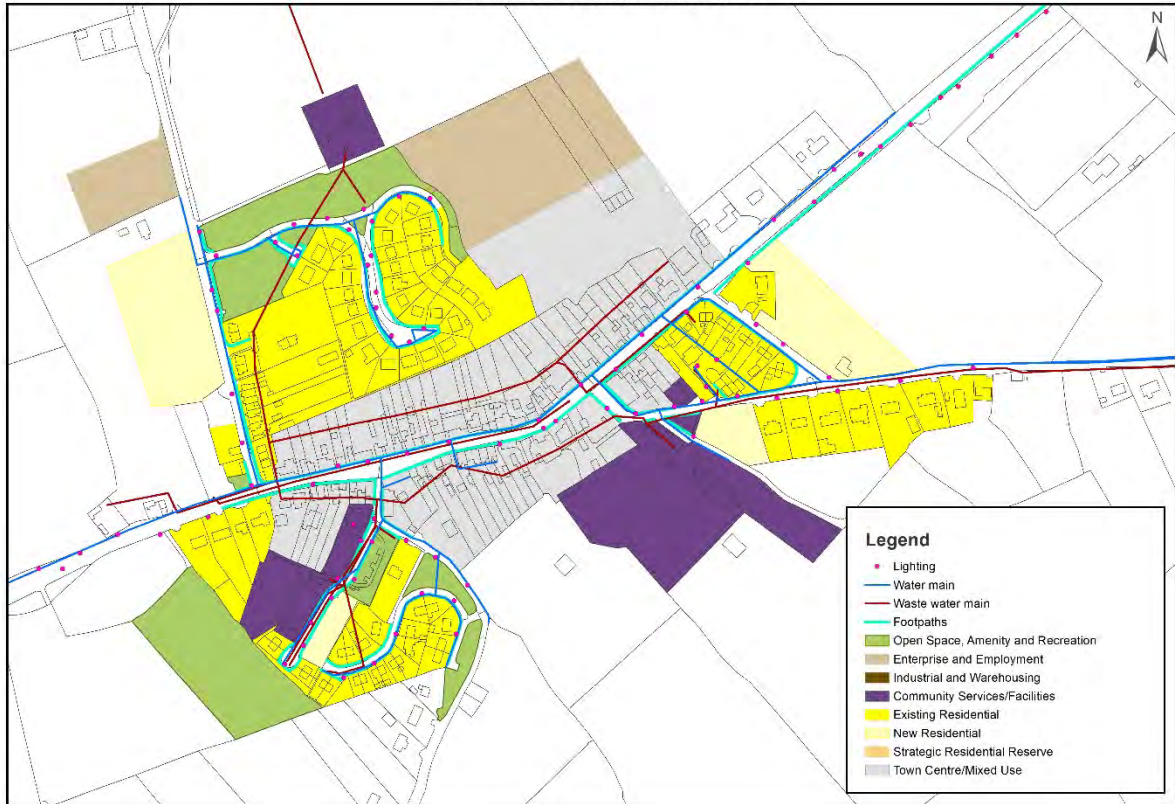 N
Legend
Lighting
Water main
Waste water main
Footpaths
Open Space, Amenity and Recreation
Enterprise and Employment
Industrial and Warehousing
Community Services/Facilities
Existing Residential
New Residential
Strategic Residential Reserve
Town Centre/Mixed Use